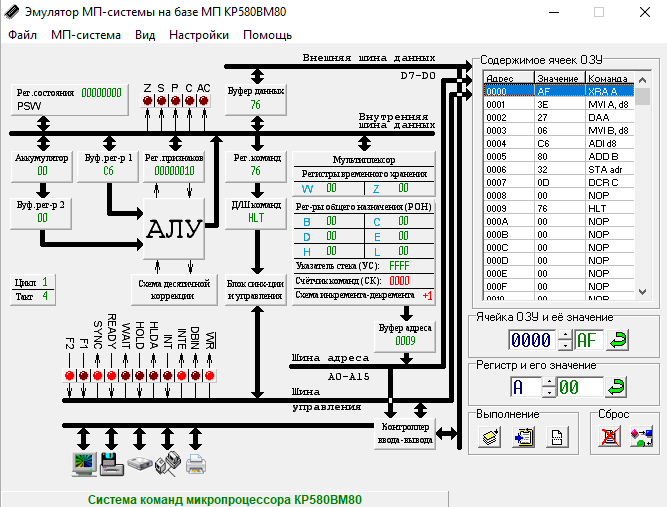 Эмулятор МП-системы на базе МП КР580ВМ80
Файл МП-система Вид Настройки Помощь
Внешняя шина данных
D7-D0
Рег.состояния 00000000
PSW
Z S P C AC
Буфер данных
76
Внутренняя
шина данных
Аккумулятор
00
Буф.рег-р 1
C6
Рег.признаков
00000010
Рег.команд
76
Мультиплексор
Регистры временного хранения
W 00 Z 00
Буф.рег-р 2
00
АЛУ
Д/Ш команд
HLT
Рег-ры общего назначения (РОН)
B 00 C 00
D 00 E 00
H 00 L 00
Указатель стека (УС): FFFF
Счётчик команд (СК): 0000
Схема инкремента-декремента +1
Цикл 1
Такт 4
Схема десятичной
коррекции
Блок синх-ции
и управления
Буфер адреса
0009
F2 F1 SYNC READY WAIT HOLD HLDA INT INTE DBIN WR
Шина адреса
A0-A15
Шина
управления
Контроллер
ввода-вывода
Система команд микропроцессора КР580ВМ80
Содержимое ячеек ОЗУ
Адрес Значение Команда
0000 AF XRA A
0001 3E MVI A, d8
0002 27 DAA
0003 06 MVI B, d8
0004 C6 ADI d8
0005 80 ADD B
0006 32 STA adr
0007 0D DCR C
0008 00 NOP
0009 76 HLT
000A 00 NOP
000B 00 NOP
000C 00 NOP
000D 00 NOP
000E 00 NOP
000F 00 NOP
0010 00 NOP
Ячейка ОЗУ и её значение
0000 AF
Регистр и его значение
A 00
Выполнение
Сброс